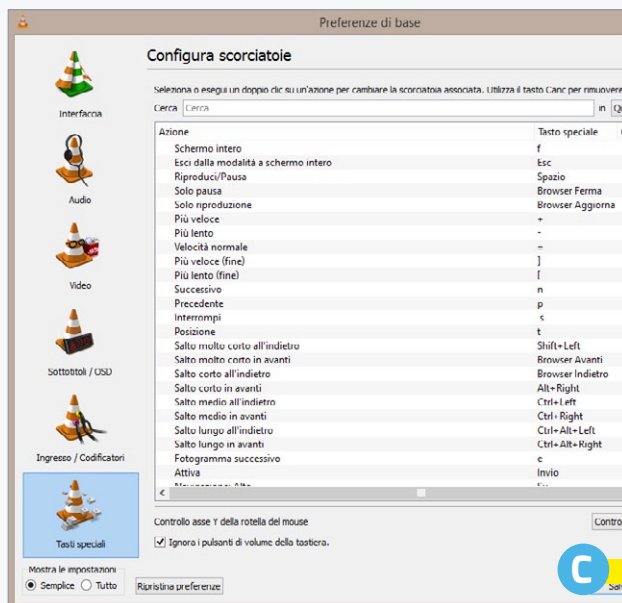 Preferenze di base
Configura scorciatoie
Seleziona o esegui un doppio clic su un'azione per cambiare la scorciatoia associata. Utilizza il tasto Canc per rimuovere
Cerca Cerca in
Azione Tasto speciale
Schermo intero f
Esci dalla modalità a schermo intero Esc
Riproduci/Pausa Spazio
Solo pausa Browser Ferma
Solo riproduzione Browser Aggiorna
Più veloce +
Più lento -
Velocità normale =
Più veloce (fine) ]
Più lento (fine) [
Successivo n
Precedente p
Interrompi s
Posizione t
Salto molto corto all'indietro Shift+Left
Salto molto corto in avanti Browser Avanti
Salto corto all'indietro Browser Indietro
Salto corto in avanti Alt+Right
Salto medio all'indietro Ctrl+Left
Salto medio in avanti Ctrl+Right
Salto lungo all'indietro Ctrl+Alt+Left
Salto lungo in avanti Ctrl+Alt+Right
Fotogramma successivo e
Attiva Invio
Controllo asse Y della rotella del mouse Contro
Ignora i pulsanti di volume della tastiera.
Interfaccia
Audio
Video
Sottotitoli / OSD
Ingresso / Codificatori
Tasti speciali
Mostra le impostazioni
Semplice Tutto
Ripristina preferenze
C